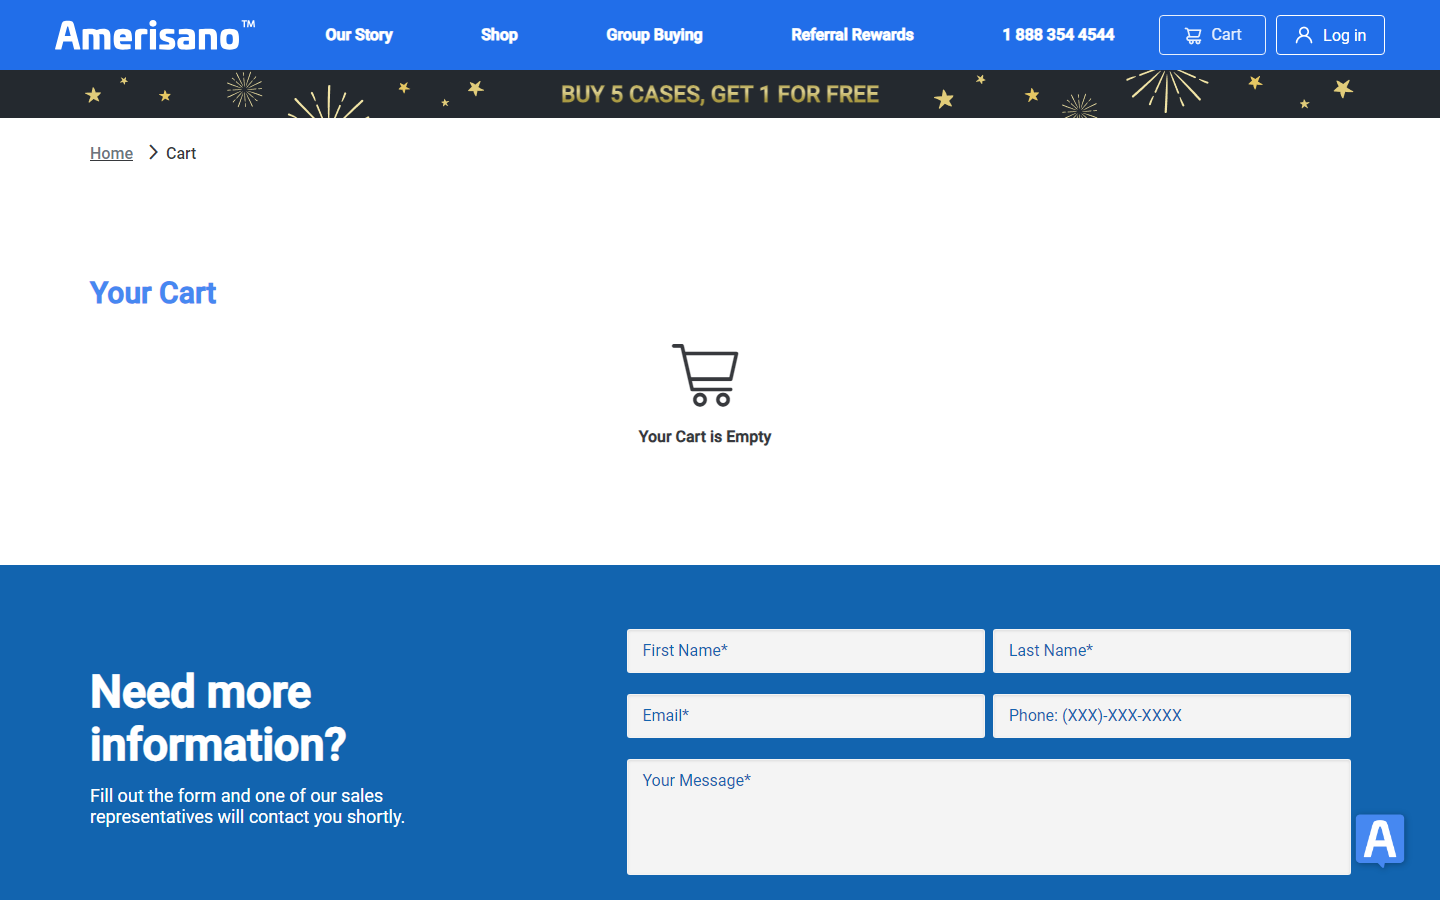 Amerisano™
Our Story
Shop
Group Buying
Referral Rewards
1 888 354 4544
Cart
Log in
BUY 5 CASES, GET 1 FOR FREE
Home
Cart
Your Cart
Your Cart is Empty
Need more
information?
Fill out the form and one of our sales
representatives will contact you shortly.
First Name*
Last Name*
Email*
Phone: (XXX)-XXX-XXXX
Your Message*
A